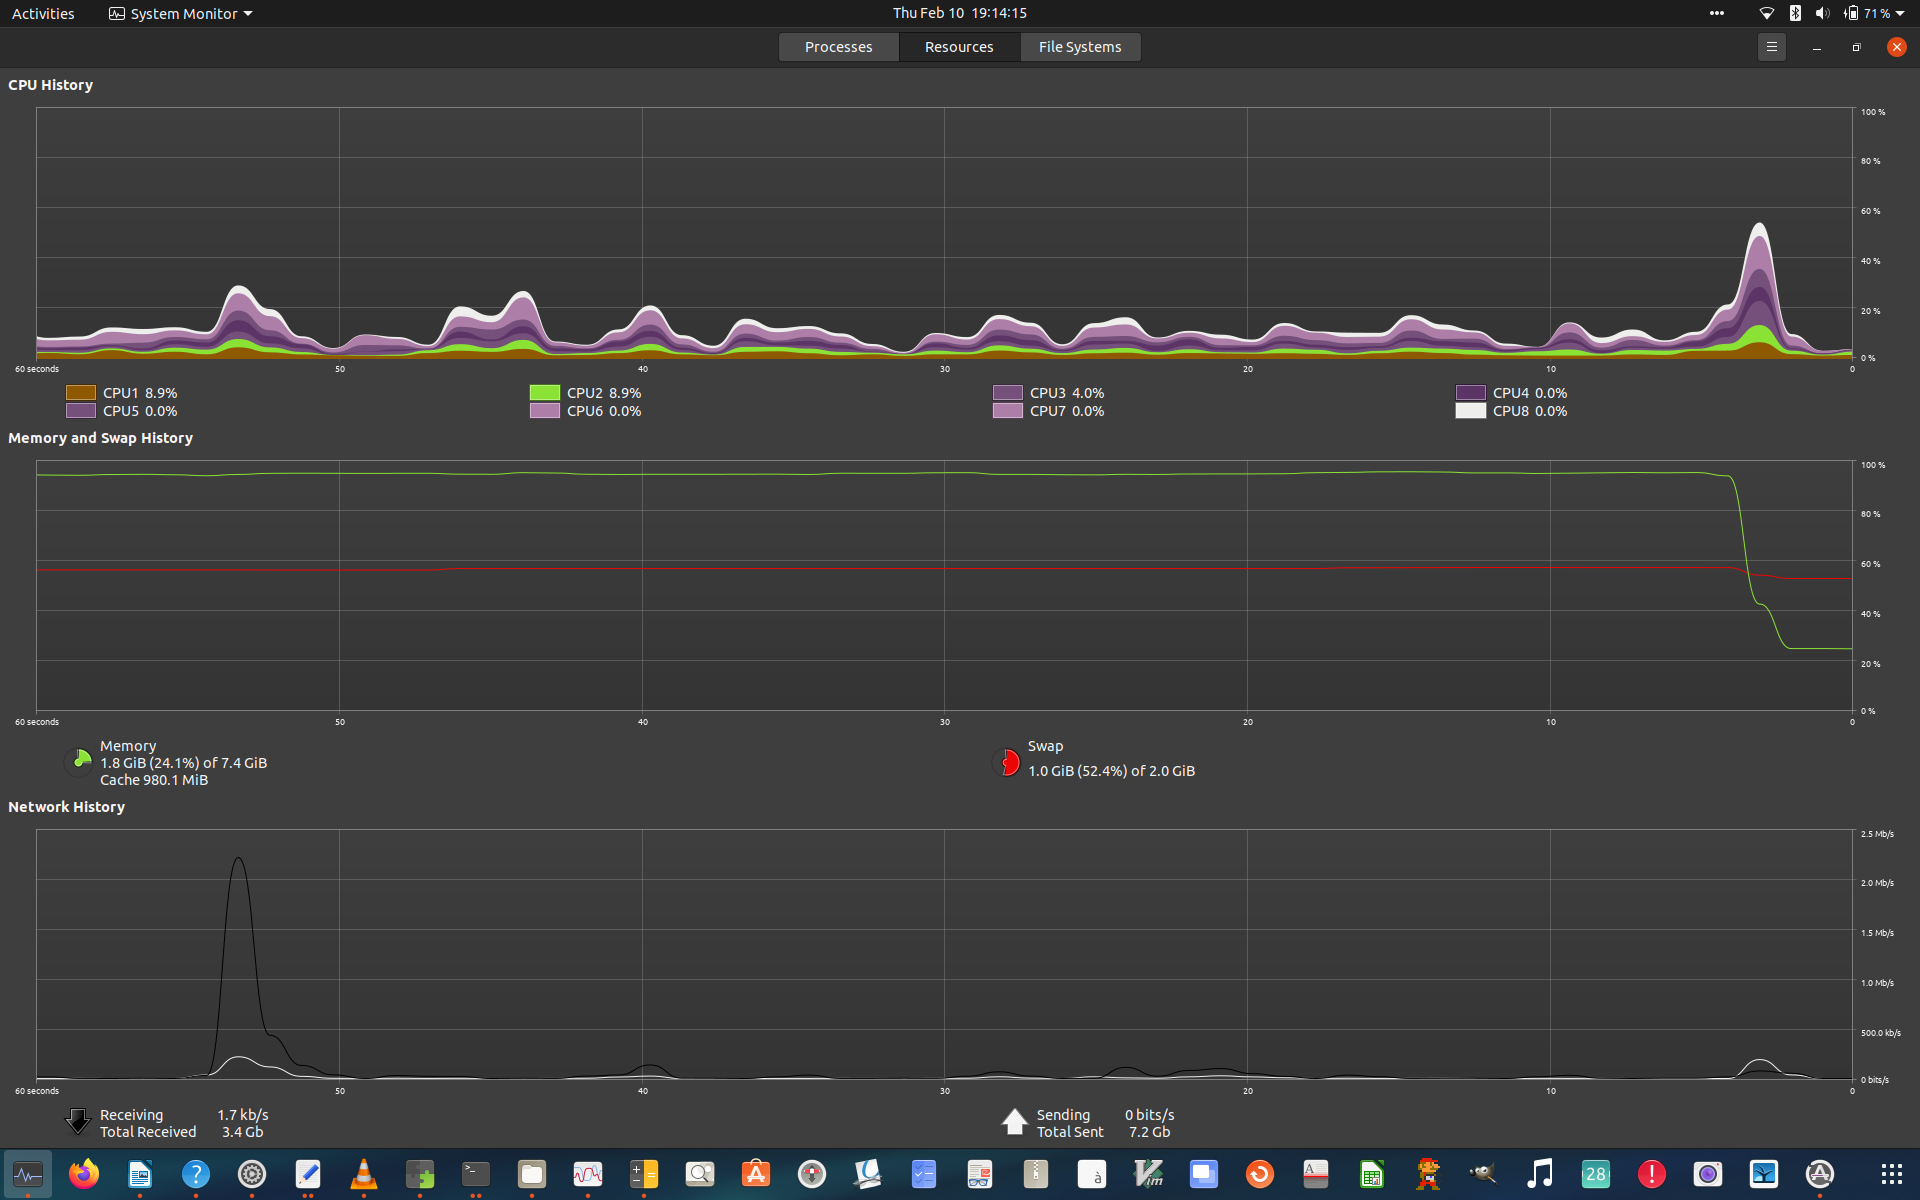 Activities
System Monitor
Thu Feb 10 19:14:15
71 %
Processes
Resources
File Systems
CPU History
100 %
80 %
60 %
40 %
20 %
0 %
60 seconds
50
40
30
20
10
0
CPU1 8.9%
CPU2 8.9%
CPU3 4.0%
CPU4 0.0%
CPU5 0.0%
CPU6 0.0%
CPU7 0.0%
CPU8 0.0%
Memory and Swap History
100 %
80 %
60 %
40 %
20 %
0 %
60 seconds
50
40
30
20
10
0
Memory
1.8 GiB (24.1%) of 7.4 GiB
Cache 980.1 MiB
Swap
1.0 GiB (52.4%) of 2.0 GiB
Network History
2.5 Mb/s
2.0 Mb/s
1.5 Mb/s
1.0 Mb/s
500.0 kb/s
0 bits/s
60 seconds
50
40
30
20
10
0
Receiving 1.7 kb/s
Total Received 3.4 Gb
Sending 0 bits/s
Total Sent 7.2 Gb
?
>_
à
Vim
A
28
!